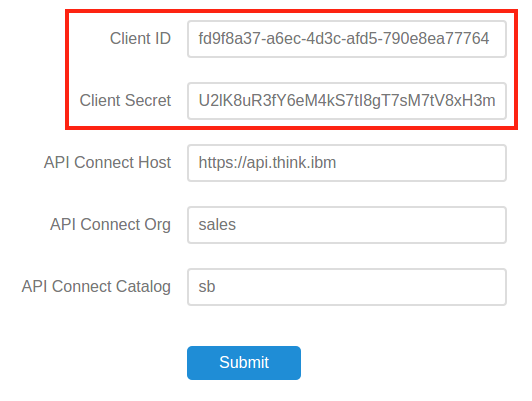 Client ID fd9f8a37-a6ec-4d3c-afd5-790e8ea77764
Client Secret U2lK8uR3fY6eM4kS7tI8gT7sM7tV8xH3m
API Connect Host https://api.think.ibm
API Connect Org sales
API Connect Catalog sb
Submit